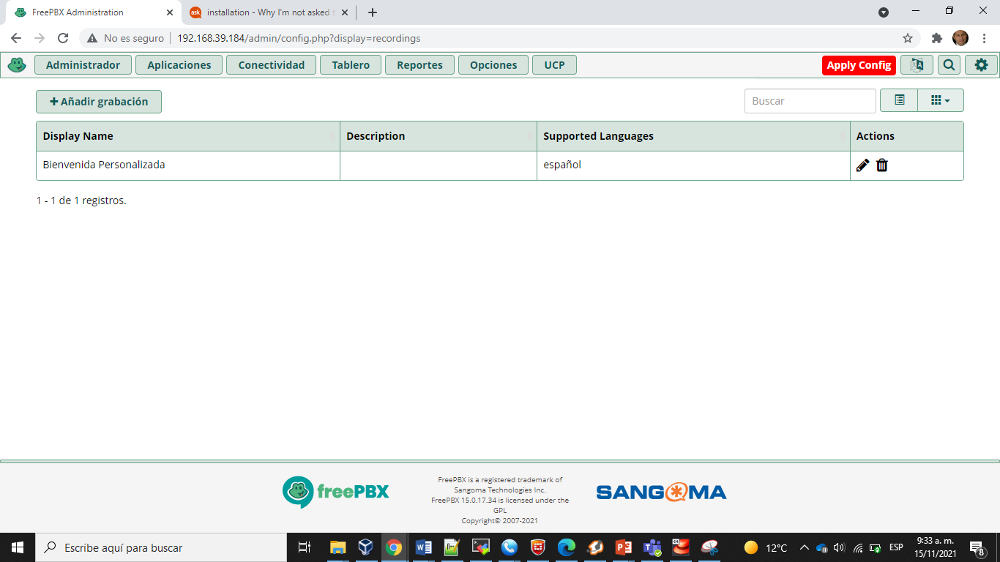 FreePBX Administration
installation - Why I'm not asked t
No es seguro
192.168.39.184/admin/config.php?display=recordings
Administrador
Aplicaciones
Conectividad
Tablero
Reportes
Opciones
UCP
Apply Config
Añadir grabación
Buscar
Display Name
Description
Supported Languages
Actions
Bienvenida Personalizada
español
1 - 1 de 1 registros.
freePBX
FreePBX is a registered trademark of
Sangoma Technologies Inc.
FreePBX 15.0.17.34 is licensed under the
GPL
Copyright© 2007-2021
SANGOMA
Escribe aquí para buscar
12°C
ESP
9:33 a. m.
15/11/2021
8